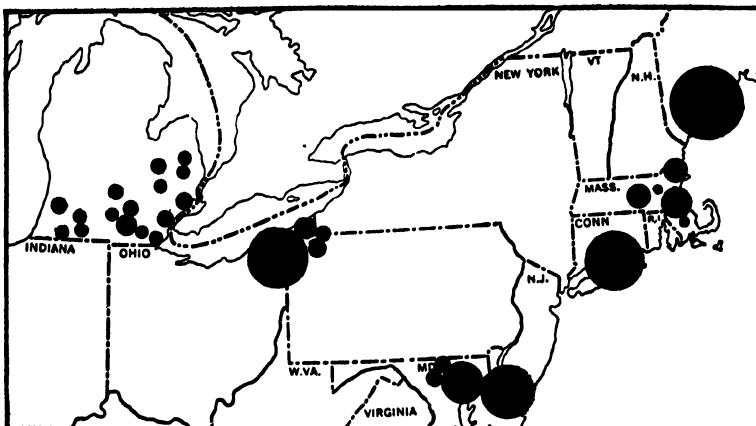 NEW YORK
VT
N.H.
MASS.
CONN
R.I.
INDIANA
OHIO
N.J.
W.VA.
MD.
VIRGINIA